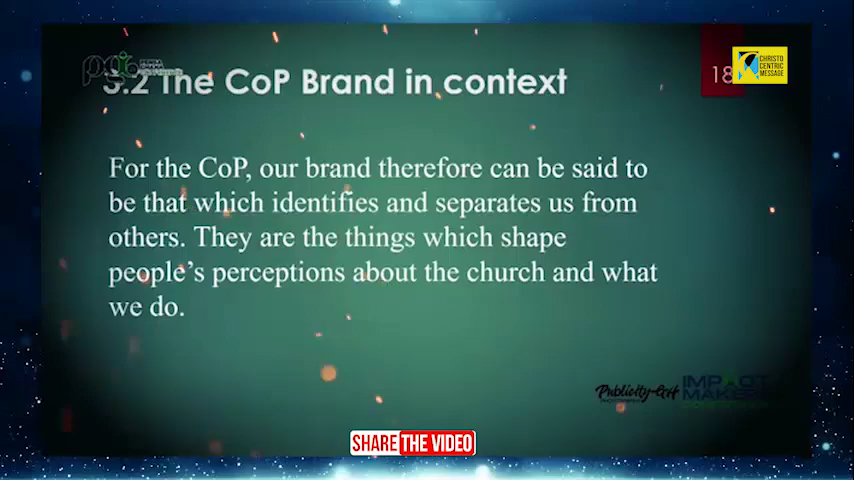 3.2 The CoP Brand in context
18
CHRISTO
CENTRIC
MESSAGE
For the CoP, our brand therefore can be said to
be that which identifies and separates us from
others. They are the things which shape
people's perceptions about the church and what
we do.
IMPACT
MAKER
SHARE THE VIDEO